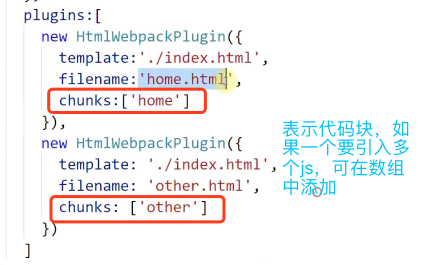 plugins:[
new HtmlWebpackPlugin({
template:'./index.html',
filename:'home.html',
chunks:['home']
}),
new HtmlWebpackPlugin({
template: './index.html',
filename: 'other.html',
chunks: ['other']
})
]
表示代码块，如
果一个要引入多
个js，可在数组
中添加